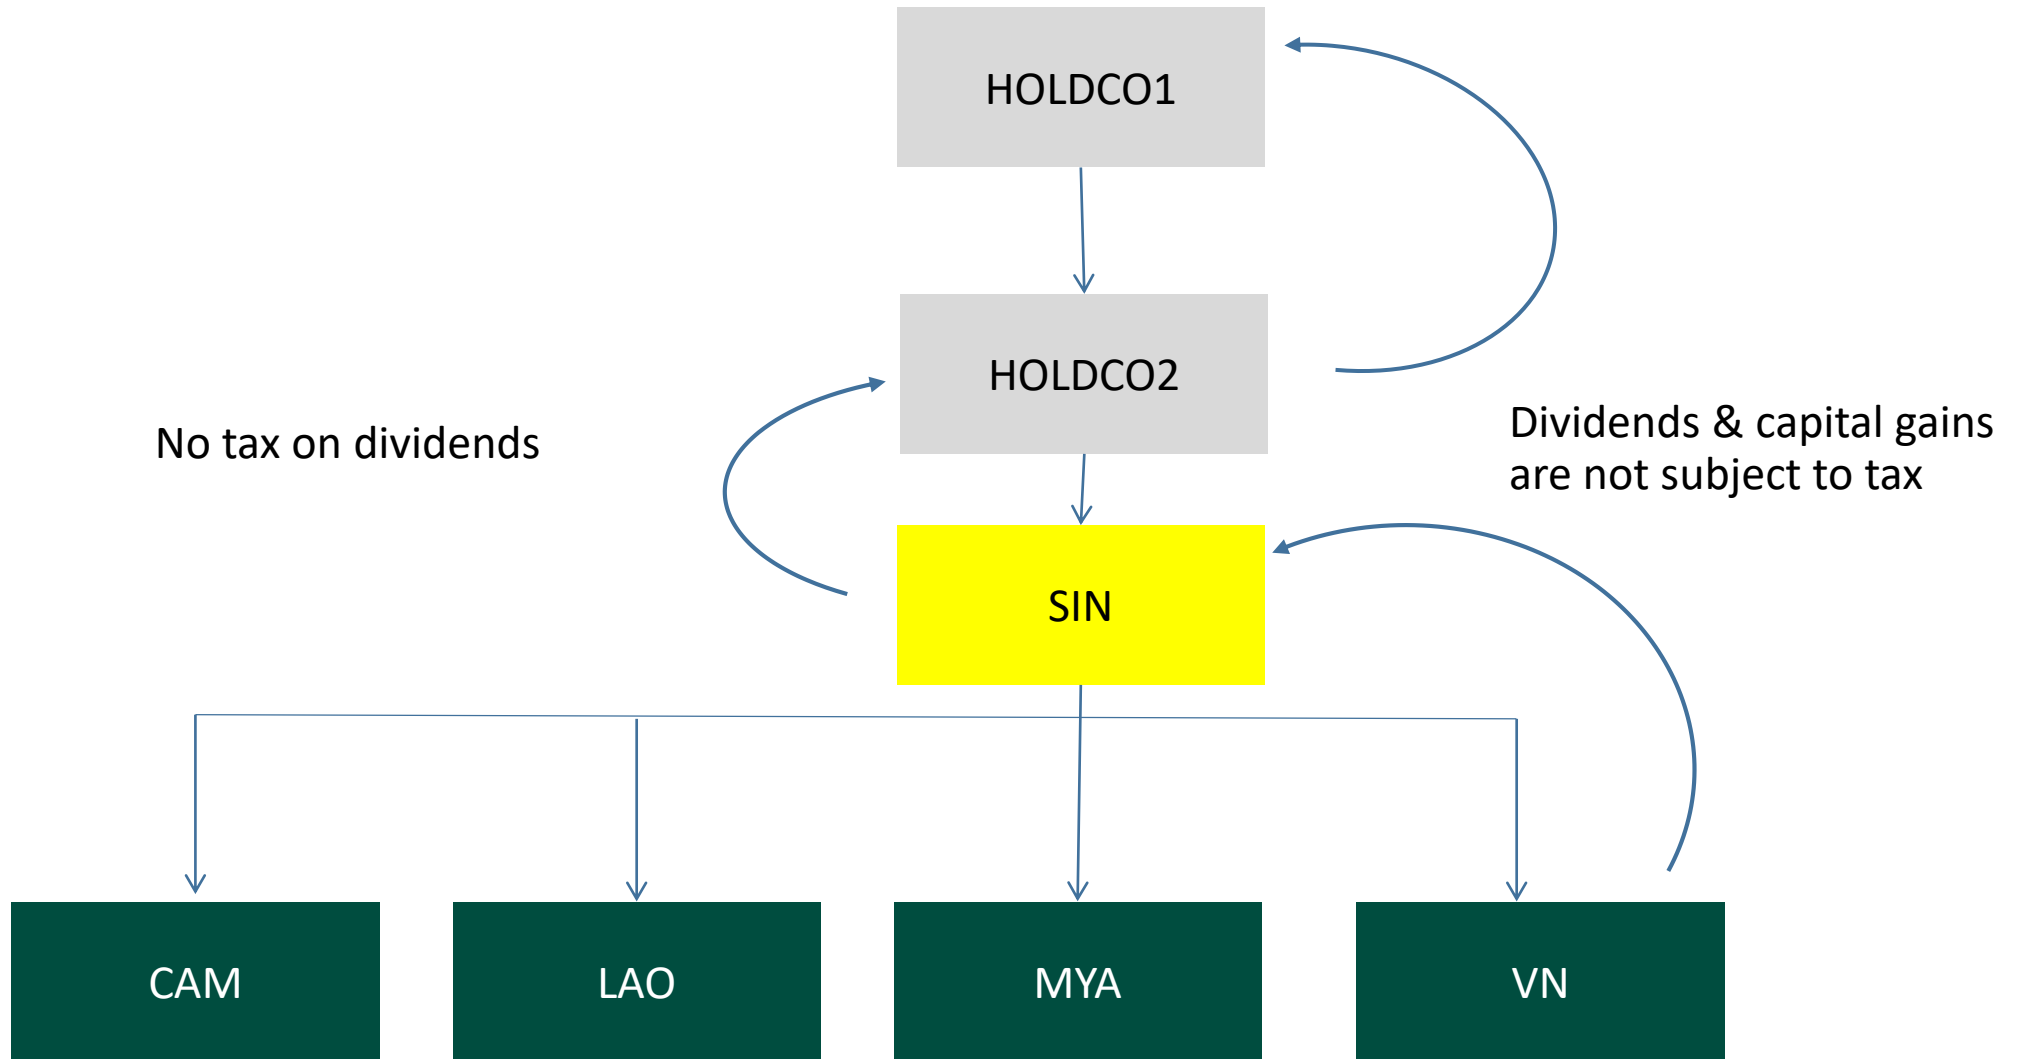 HOLDCO1
HOLDCO2
No tax on dividends
Dividends & capital gains
are not subject to tax
SIN
CAM
LAO
MYA
VN